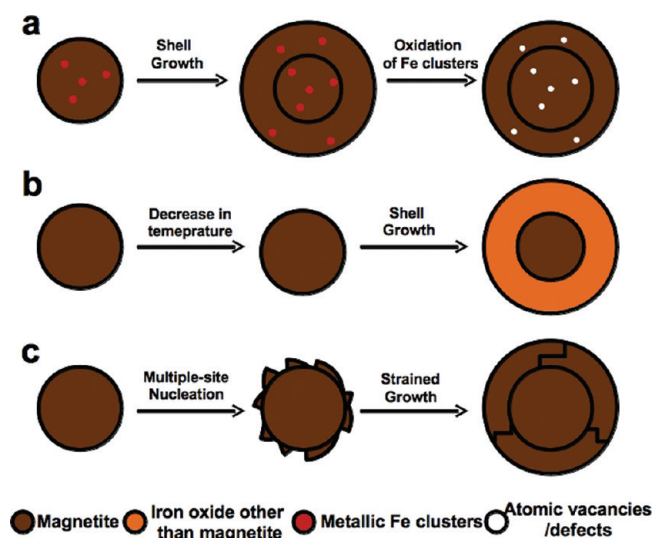 a
Shell
Growth
Oxidation
of Fe clusters
b
Decrease in
temeprature
Shell
Growth
c
Multiple-site
Nucleation
Strained
Growth
Magnetite
Iron oxide other
than magnetite
Metallic Fe clusters
Atomic vacancies
/defects